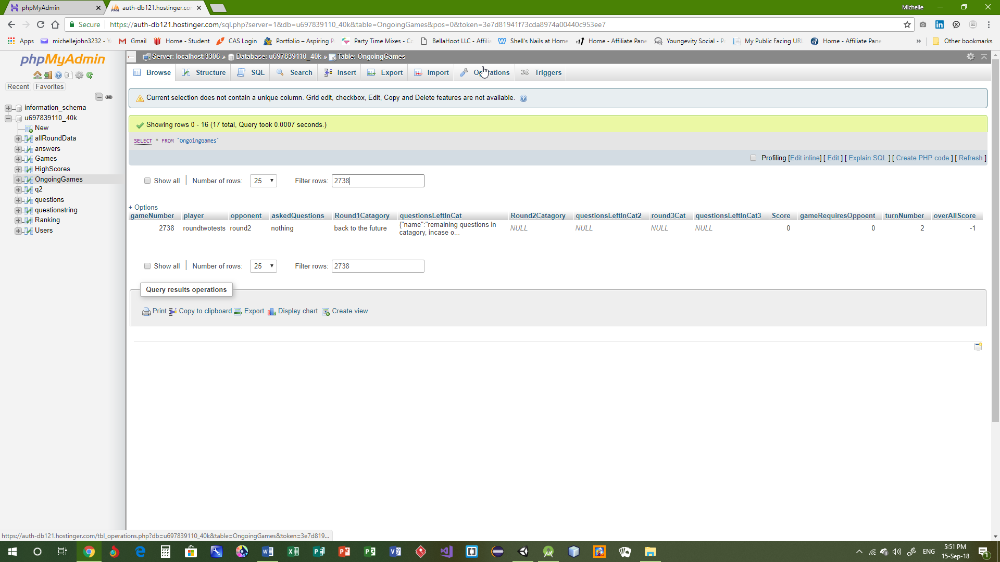 phpMyAdmin
auth-db121.hostinger.co
Michelle
Secure
https://auth-db121.hostinger.com/sql.php?server=1&db=u697839110_40k&table=OngoingGames&pos=0&token=3e7d81941f73cda8974a00440c953ee7
Apps michellejohn3232 - Gmail Home - Student CAS Login Portfolio – Aspiring Party Time Mixes - BellaHoot LLC - Affili Shell's Nails at Home Home - Affiliate Pane Youngevity Social - My Public Facing UR Home - Affiliate Pane » Other bookmarks
phpMyAdmin
Recent Favorites
information_schema
u697839110_40k
New
allRoundData
answers
Games
HighScores
OngoingGames
q2
questions
questionstring
Ranking
Users
Server: localhost:3306 » Database: u697839110_40k » Table: OngoingGames
Browse Structure SQL Search Insert Export Import Operations Triggers
Current selection does not contain a unique column. Grid edit, checkbox, Edit, Copy and Delete features are not available.
Showing rows 0 - 16 (17 total, Query took 0.0007 seconds.)
SELECT * FROM `OngoingGames`
Profiling [Edit inline] [ Edit ] [ Explain SQL ] [ Create PHP code ] [ Refresh ]
Show all Number of rows: 25 Filter rows: 2738
+ Options
gameNumber player opponent askedQuestions Round1Catagory questionsLeftInCat Round2Catagory questionsLeftInCat2 round3Cat questionsLeftInCat3 Score gameRequiresOppoent turnNumber overAllScore
2738 roundtwotests round2 nothing back to the future {"name":"remaining questions in catagory, incase o... NULL NULL NULL NULL 0 0 2 -1
Show all Number of rows: 25 Filter rows: 2738
Query results operations
Print Copy to clipboard Export Display chart Create view
https://auth-db121.hostinger.com/tbl_operations.php?db=u697839110_40k&table=OngoingGames&token=3e7d819...
ENG
5:51 PM
15-Sep-18
1